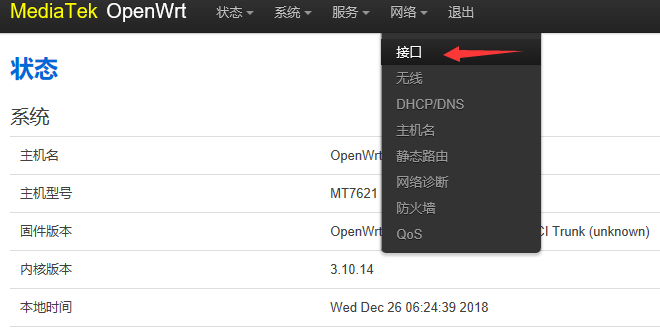 MediaTek OpenWrt 状态 系统 服务 网络 退出
状态
接口
无线
DHCP/DNS
主机名
静态路由
网络诊断
防火墙
QoS
系统
主机名 OpenWrt
主机型号 MT7621
固件版本 OpenWrt CI Trunk (unknown)
内核版本 3.10.14
本地时间 Wed Dec 26 06:24:39 2018